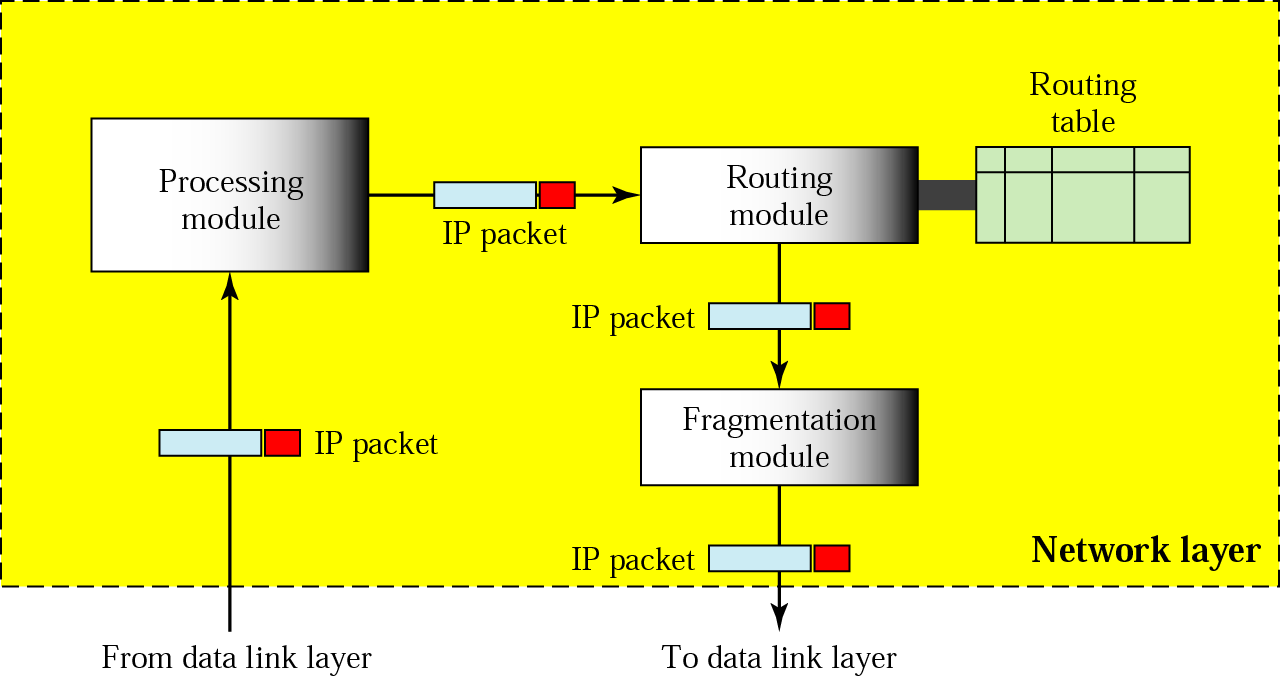 Routing
table
Processing
module
Routing
module
IP packet
IP packet
Fragmentation
module
IP packet
IP packet
Network layer
From data link layer
To data link layer